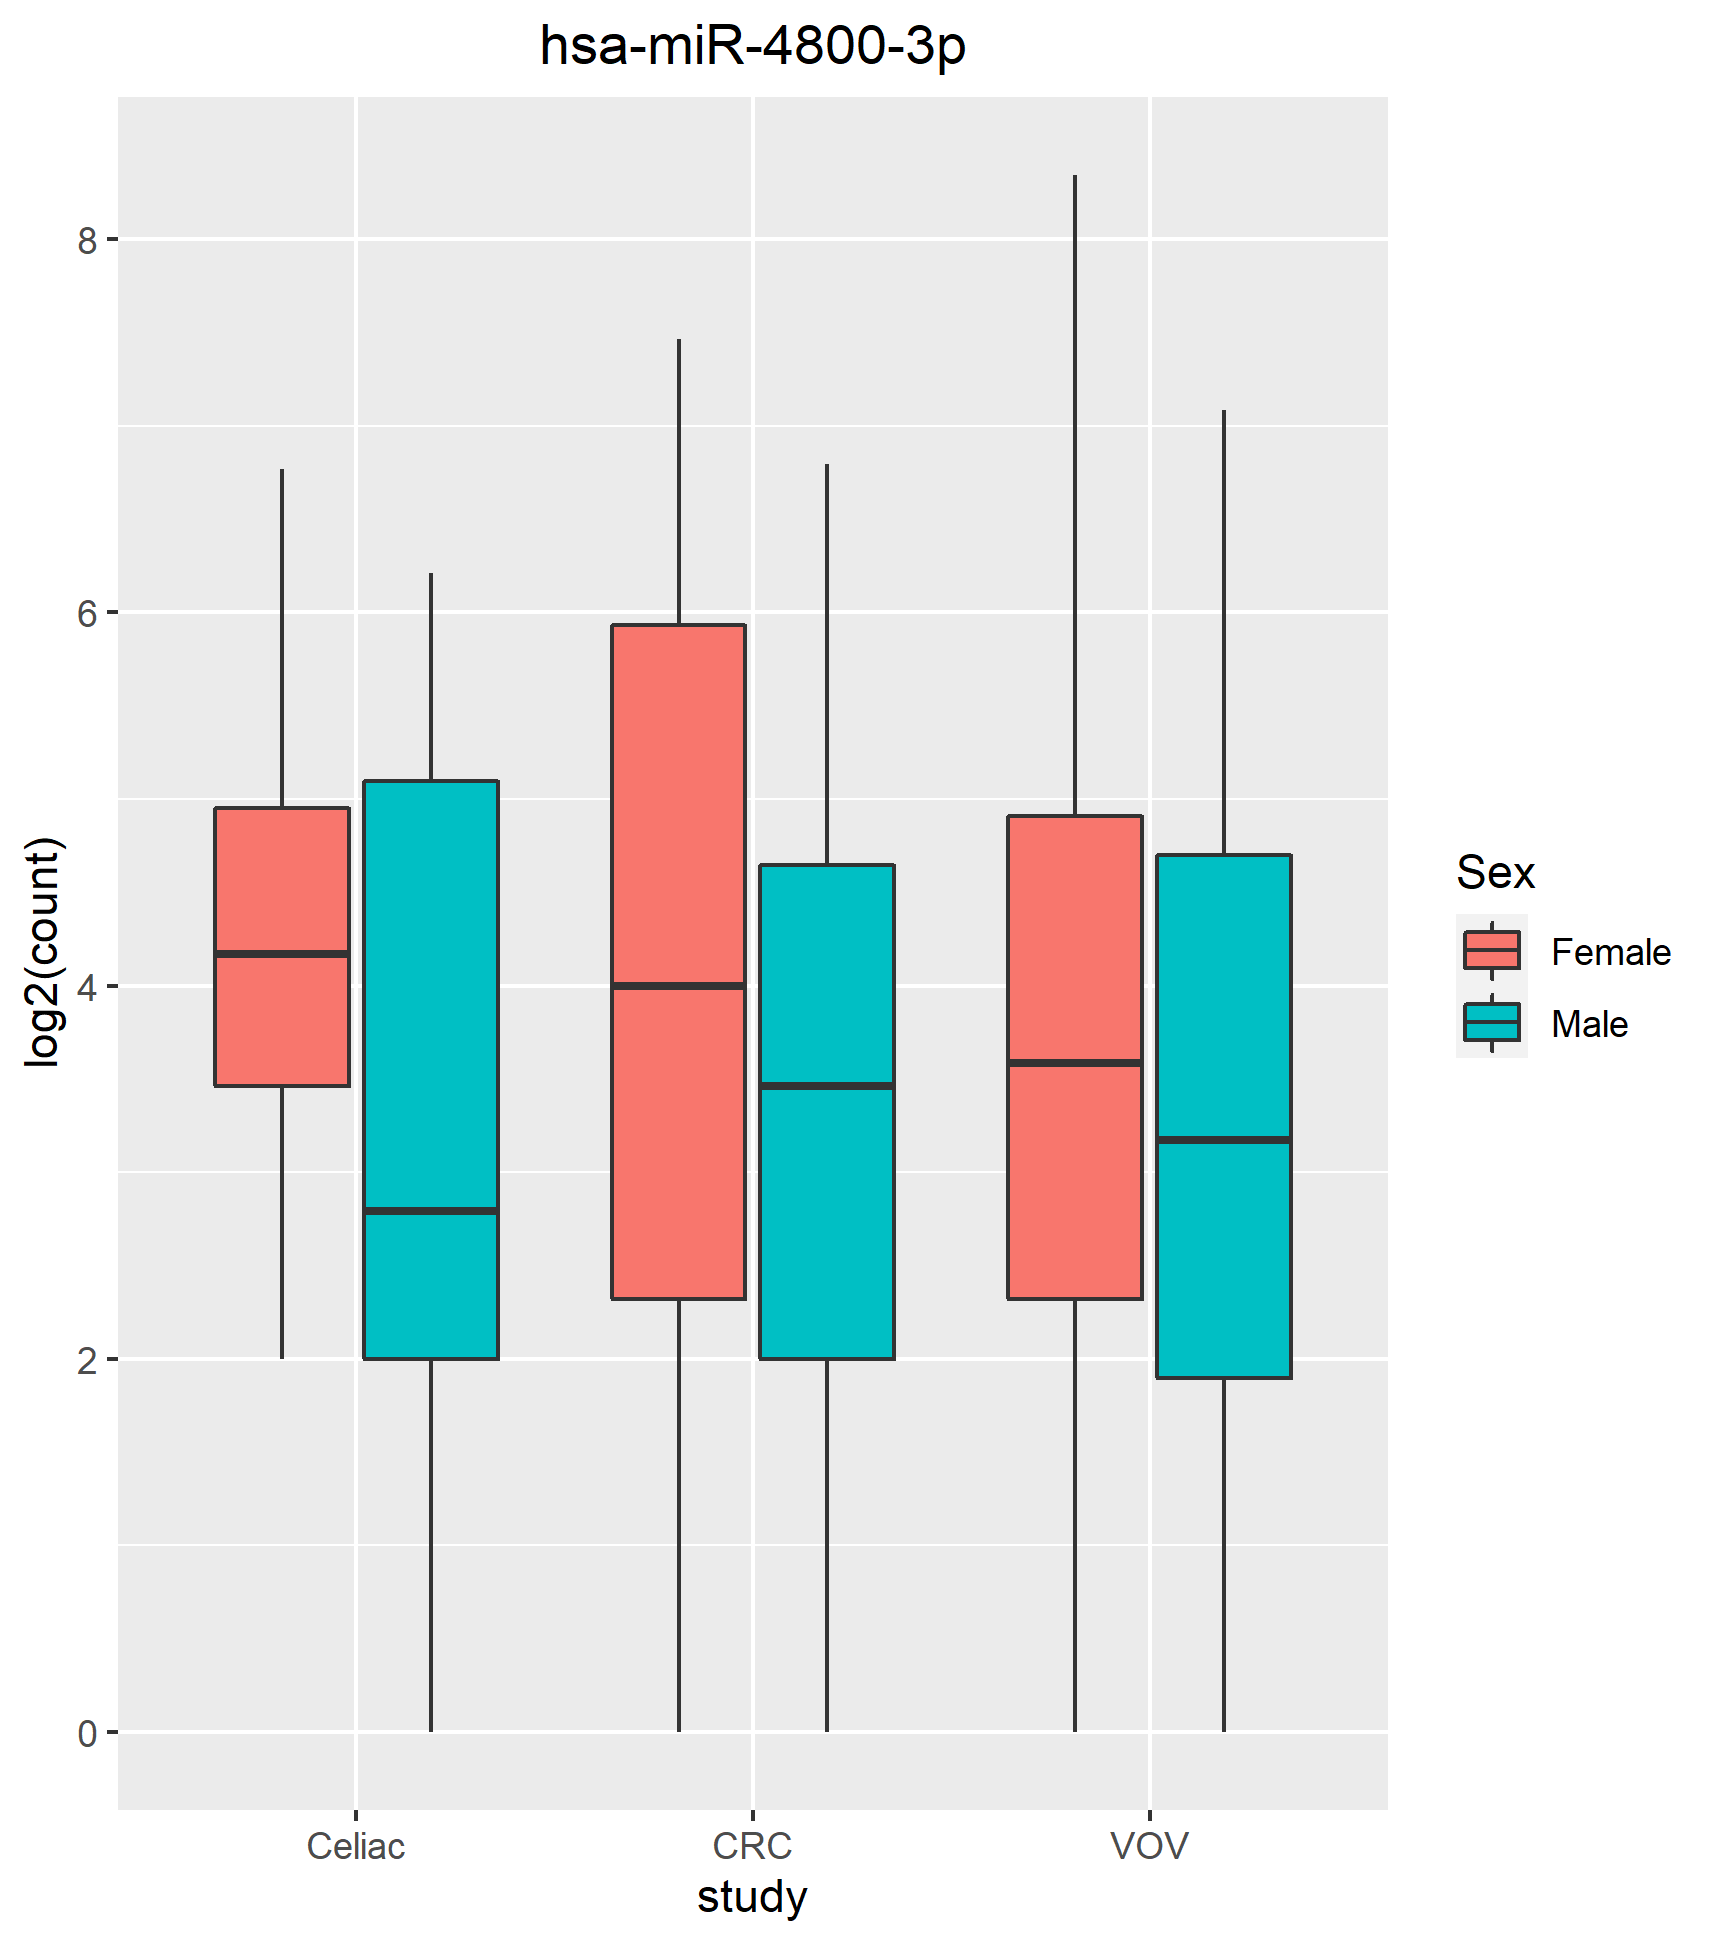 hsa-miR-4800-3p
log2(count)
8
6
4
2
0
Celiac CRC VOV
study
Sex
Female
Male